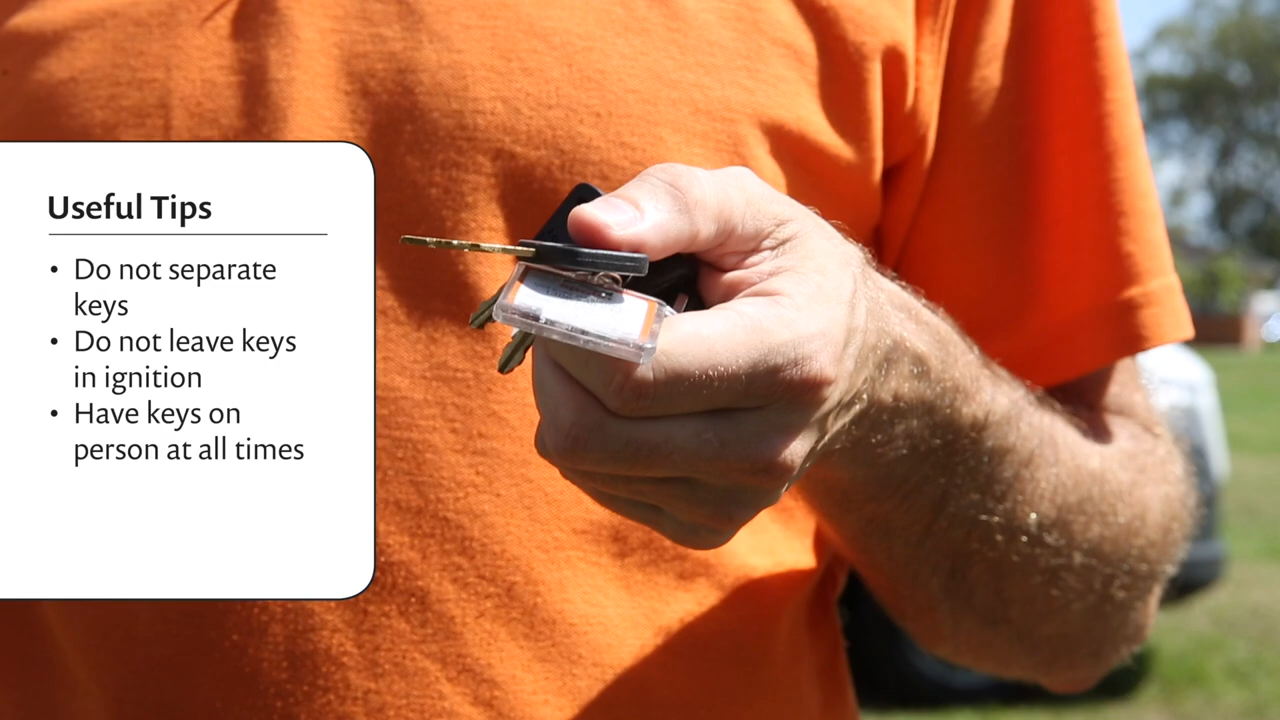 Useful Tips
• Do not separate
keys
• Do not leave keys
in ignition
• Have keys on
person at all times